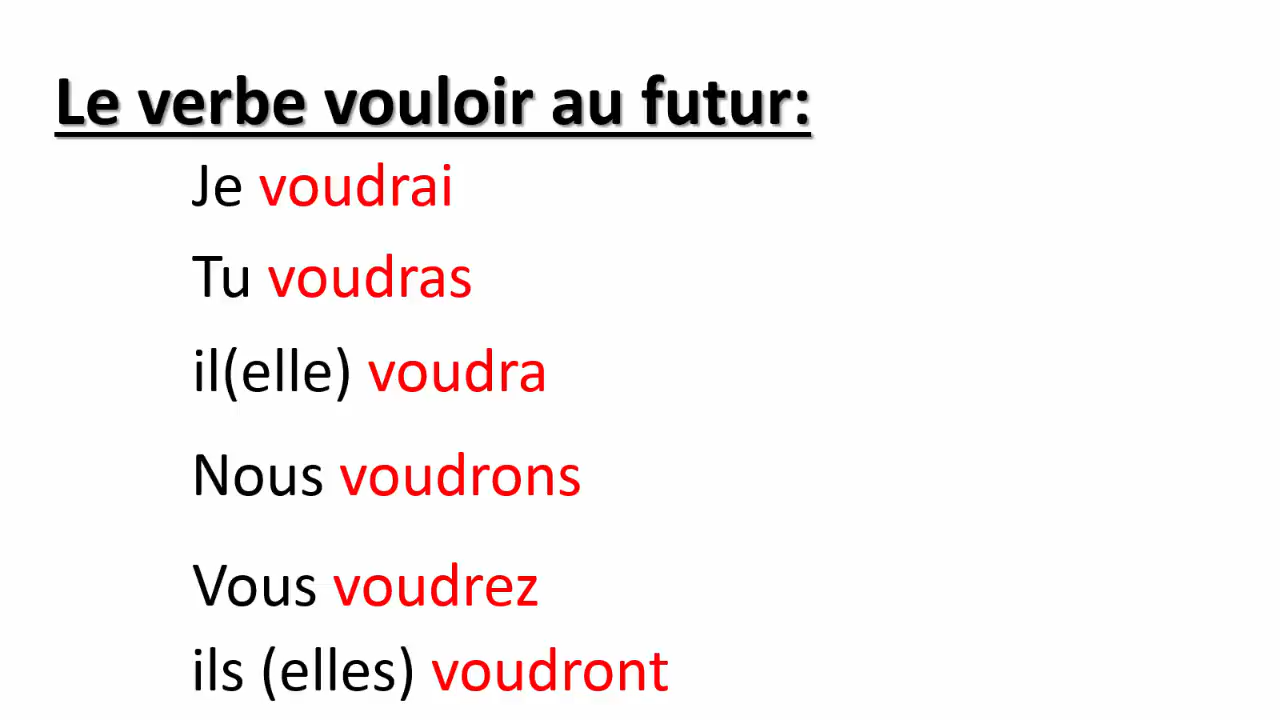 Le verbe vouloir au futur:
Je voudrai
Tu voudras
il(elle) voudra
Nous voudrons
Vous voudrez
ils (elles) voudront